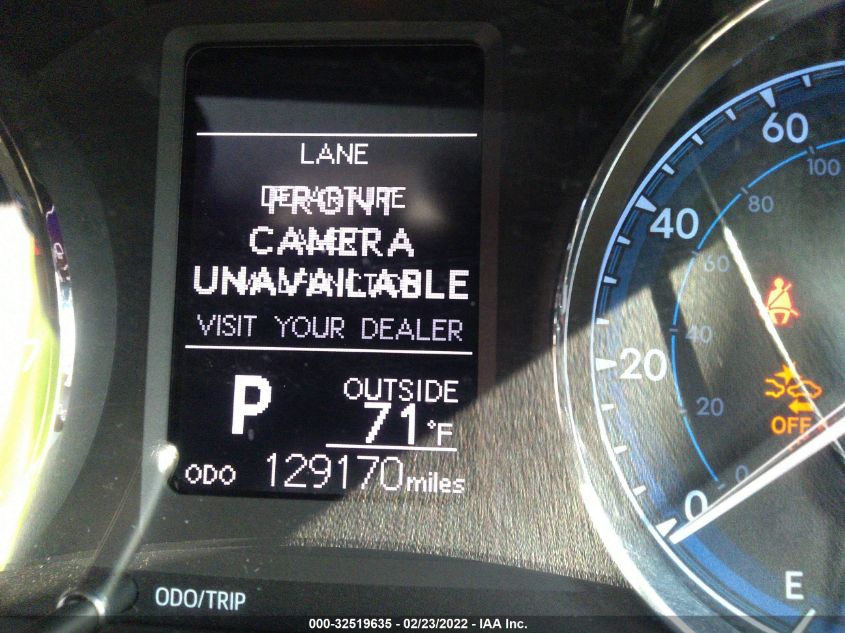 LANE
FRONT
CAMERA
UNAVAILABLE
VISIT YOUR DEALER
P
OUTSIDE
71°F
ODO 129170 miles
ODO/TRIP
60
100
80
40
60
40
20
20
0
0
OFF
E
000-32519635 - 02/23/2022 - IAA Inc.